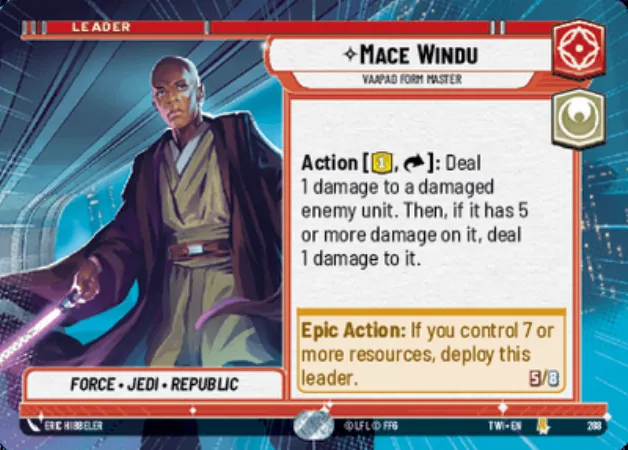 LEADER
MACE WINDU
VAAPAD FORM MASTER
Action [1, ]: Deal
1 damage to a damaged
enemy unit. Then, if it has 5
or more damage on it, deal
1 damage to it.
Epic Action: If you control 7 or
more resources, deploy this
leader.
5/8
FORCE • JEDI • REPUBLIC
ERIC HIBBELER
© LFL © FFG
TWI • EN
288